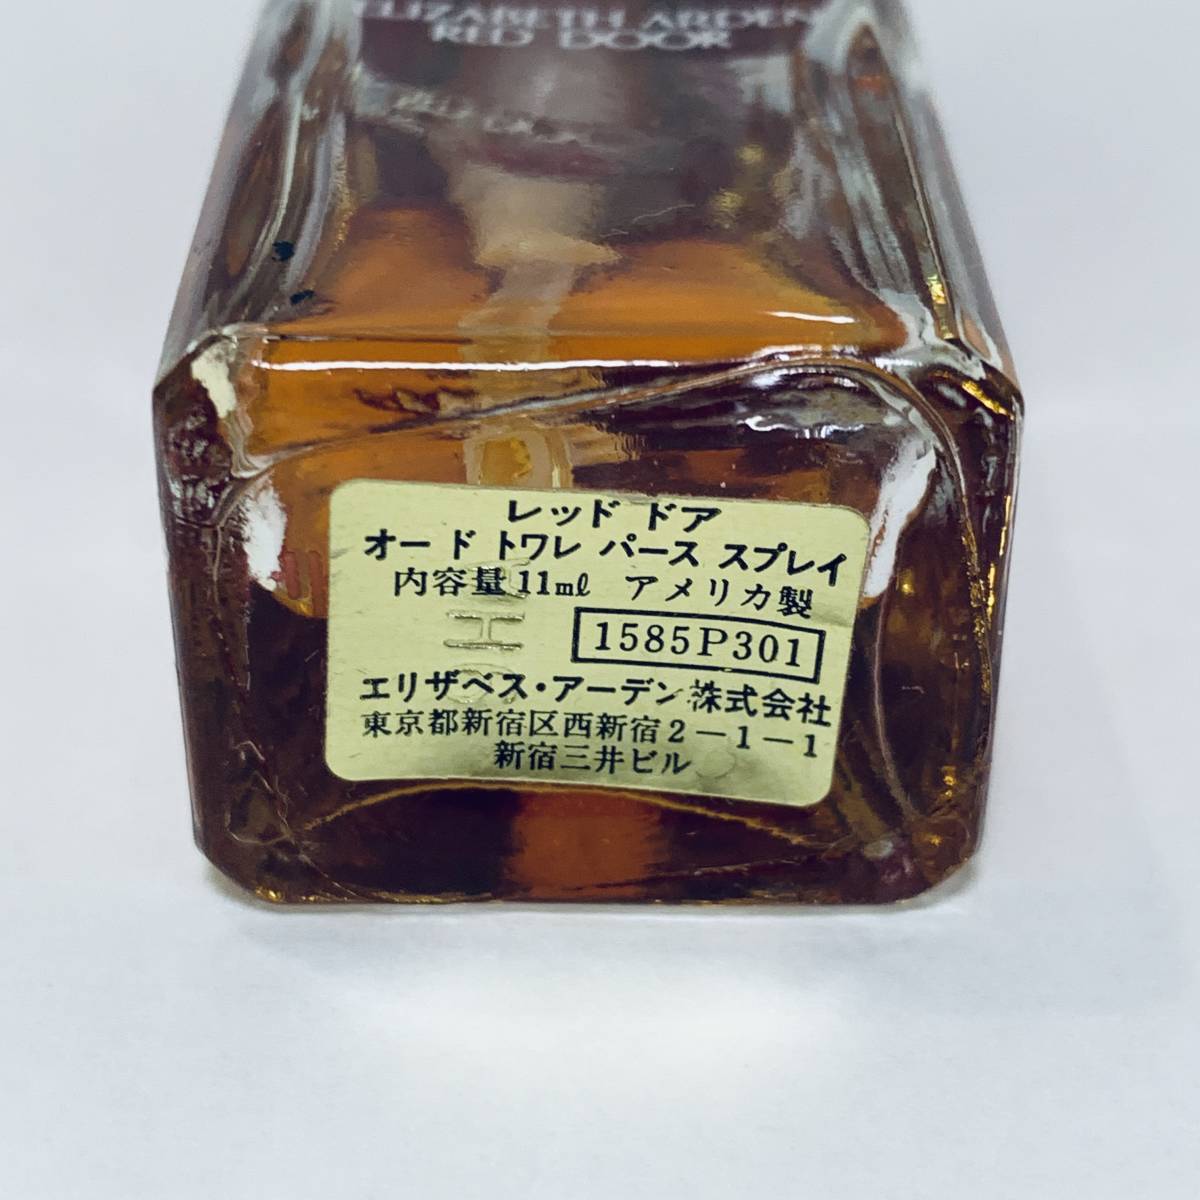 ELIZABETH ARDEN
RED DOOR
レッド ドア
オー ド トワレ パース スプレイ
内容量 11ml アメリカ製
1585P301
エリザベス・アーデン株式会社
東京都新宿区西新宿2－1－1
新宿三井ビル